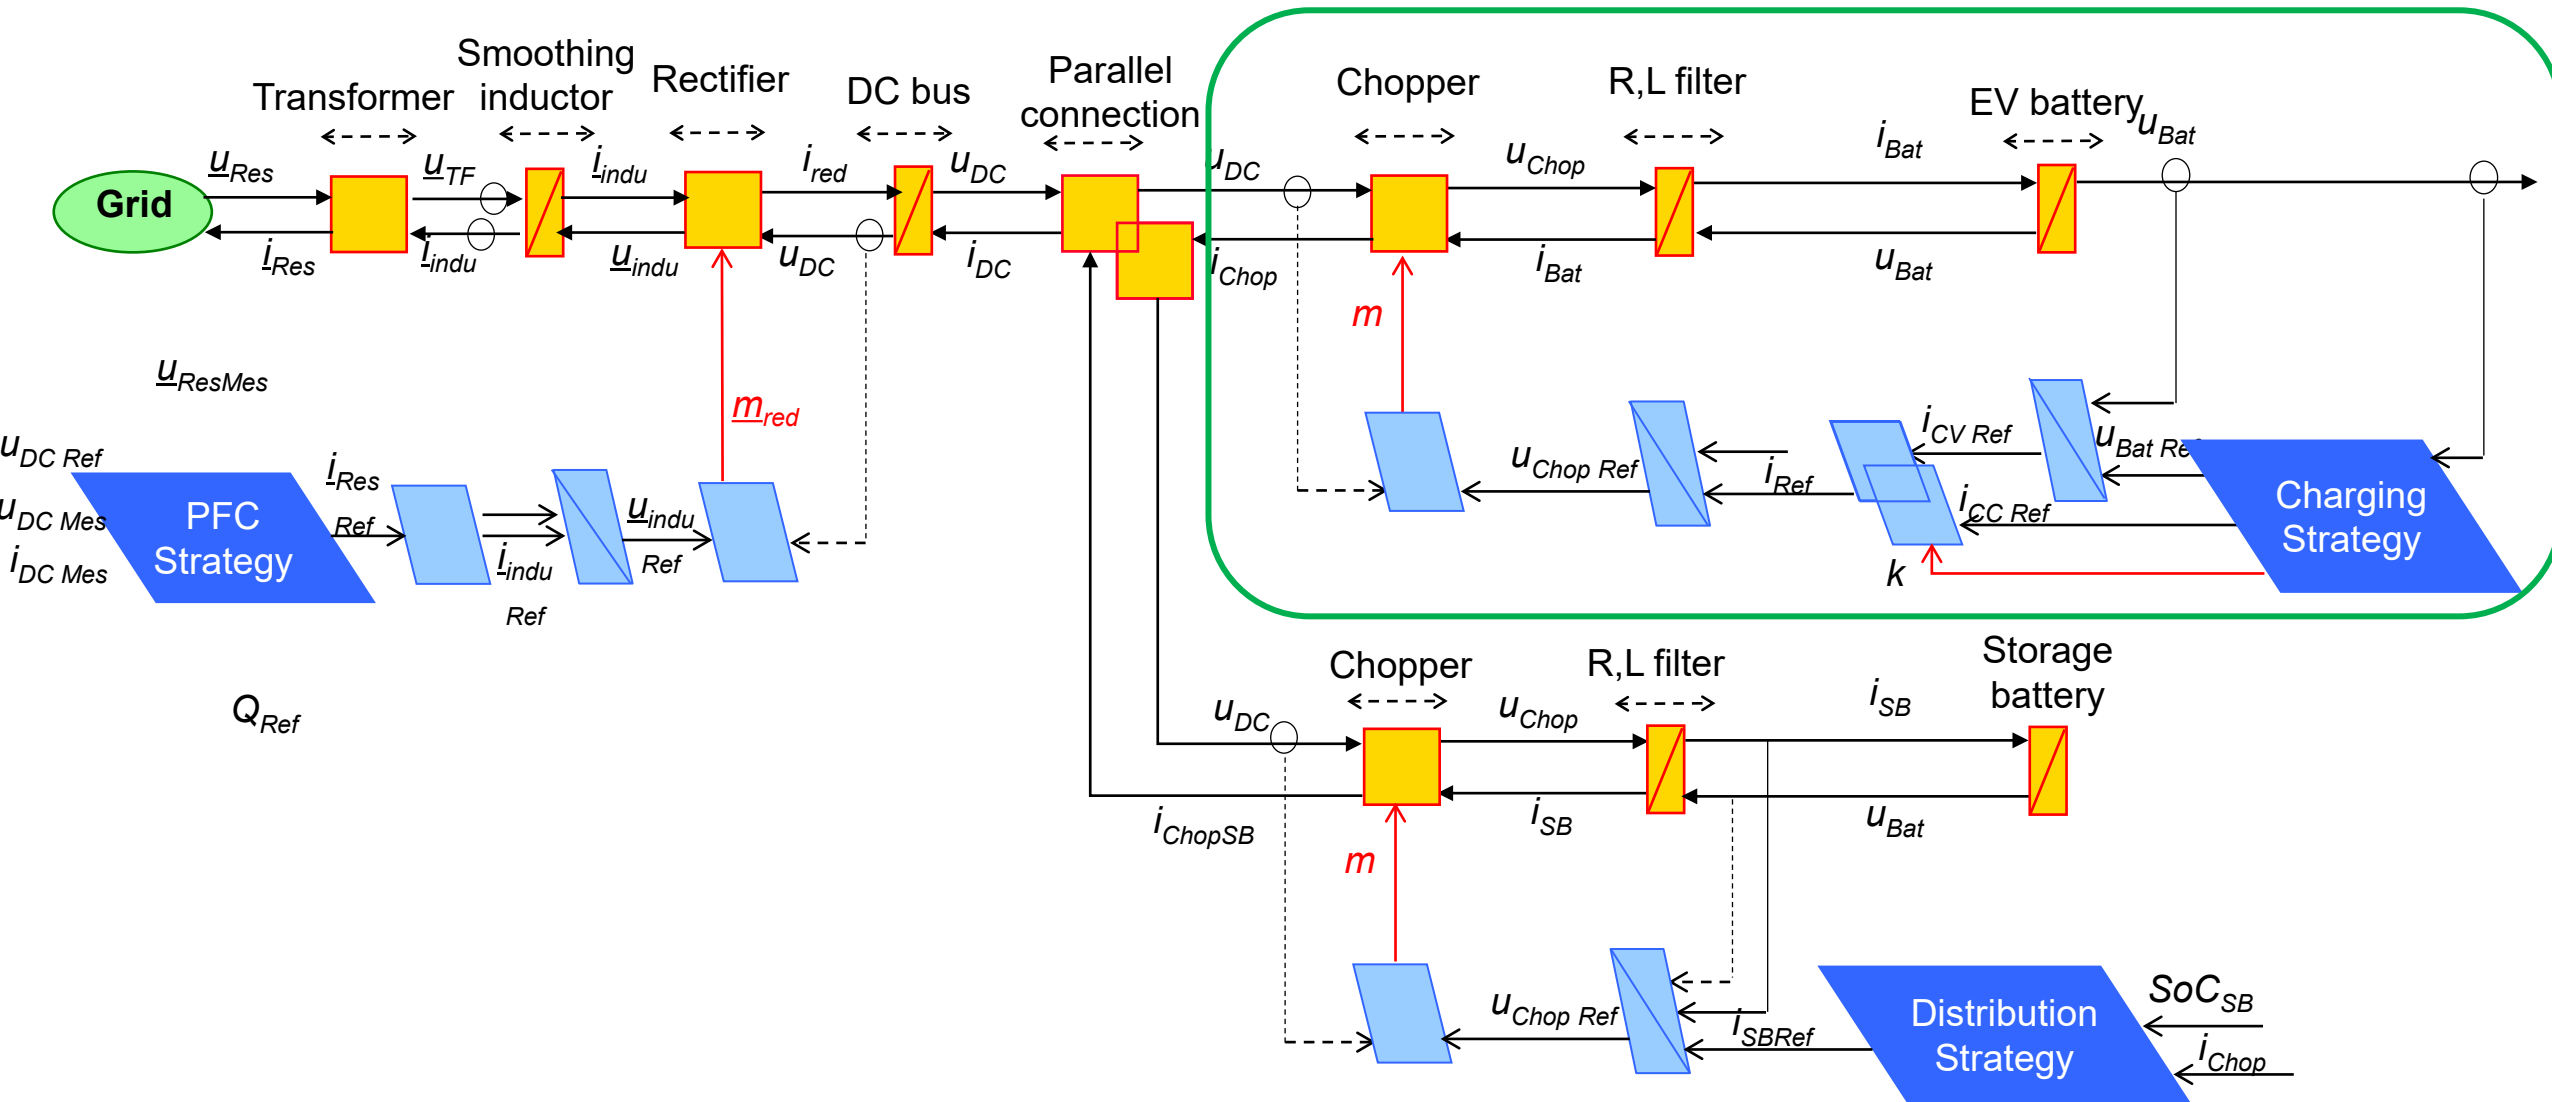 Smoothing
inductor
Transformer
Rectifier
DC bus
Parallel
connection
Chopper
R,L filter
EV battery
u_Bat
Grid
u_Res
u_TF
i_indu
i_red
u_DC
u_DC
u_Chop
i_Bat
i_Res
i_indu
u_indu
u_DC
i_DC
i_Chop
i_Bat
u_Bat
m
u_ResMes
m_red
u_DC Ref
u_DC Mes
i_DC Mes
PFC
Strategy
i_Res
Ref
i_indu
Ref
u_indu
Ref
u_Chop Ref
i_Ref
i_CV Ref
i_CC Ref
u_Bat Re
k
Charging
Strategy
Q_Ref
Chopper
R,L filter
Storage
battery
u_DC
u_Chop
i_SB
i_ChopSB
i_SB
u_Bat
m
u_Chop Ref
i_SBRef
Distribution
Strategy
SoC_SB
i_Chop